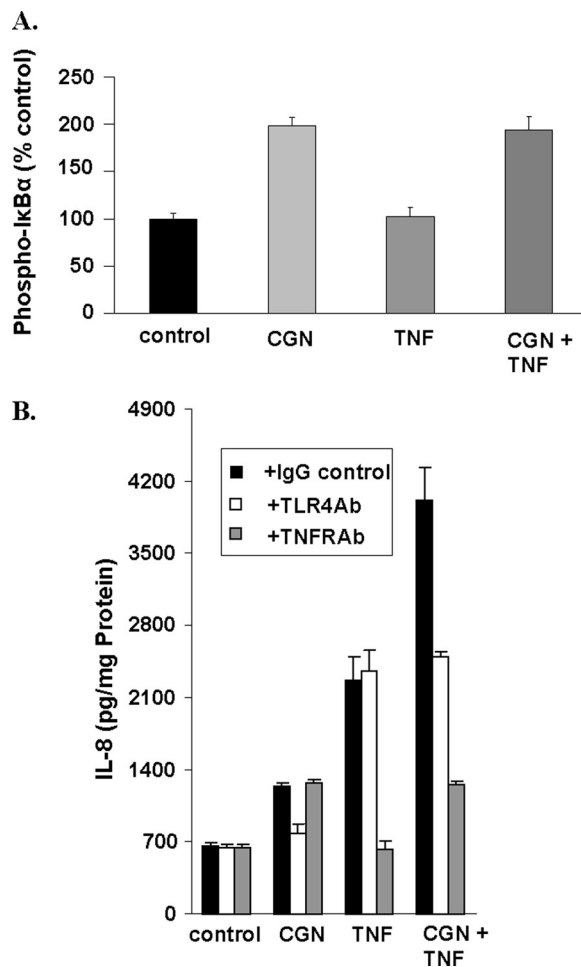 A.
Phospho-IκBα (% control)
250
200
150
100
50
0
control
CGN
TNF
CGN +
TNF
B.
IL-8 (pg/mg Protein)
4900
4200
3500
2800
2100
1400
700
0
+IgG control
+TLR4Ab
+TNFRAb
control
CGN
TNF
CGN +
TNF